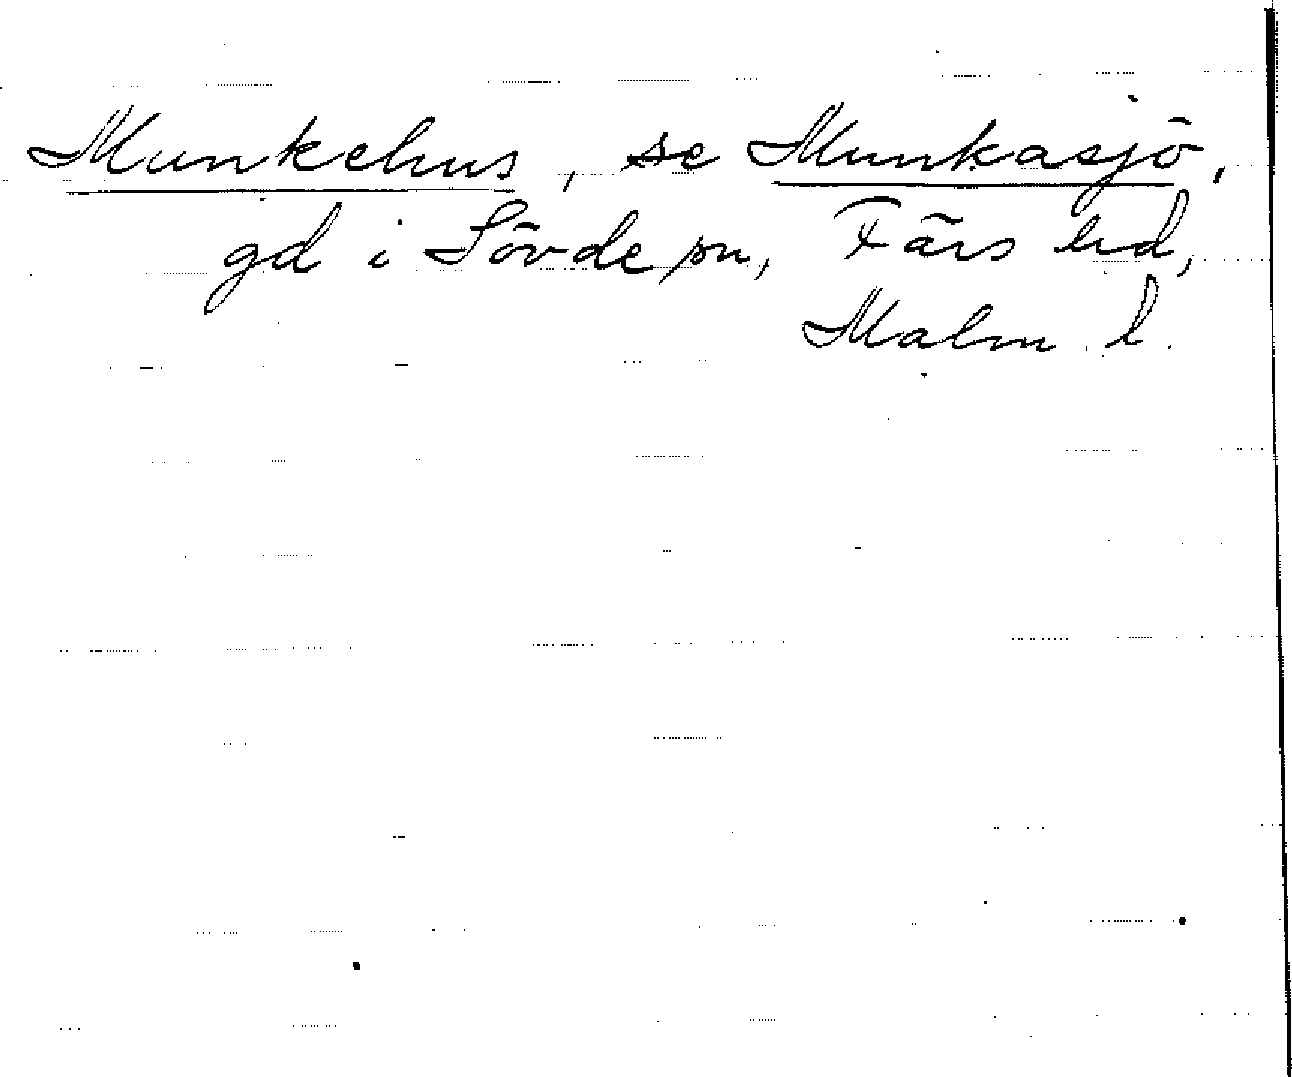 Munkehus, se Munkasjö,
gd i Sövde sn, Färs hd,
Malm l.